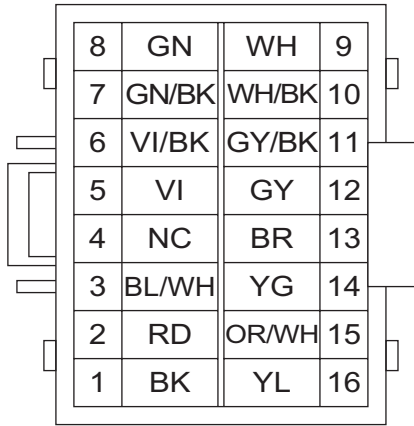 8 GN WH 9
7 GN/BK WH/BK 10
6 VI/BK GY/BK 11
5 VI GY 12
4 NC BR 13
3 BL/WH YG 14
2 RD OR/WH 15
1 BK YL 16